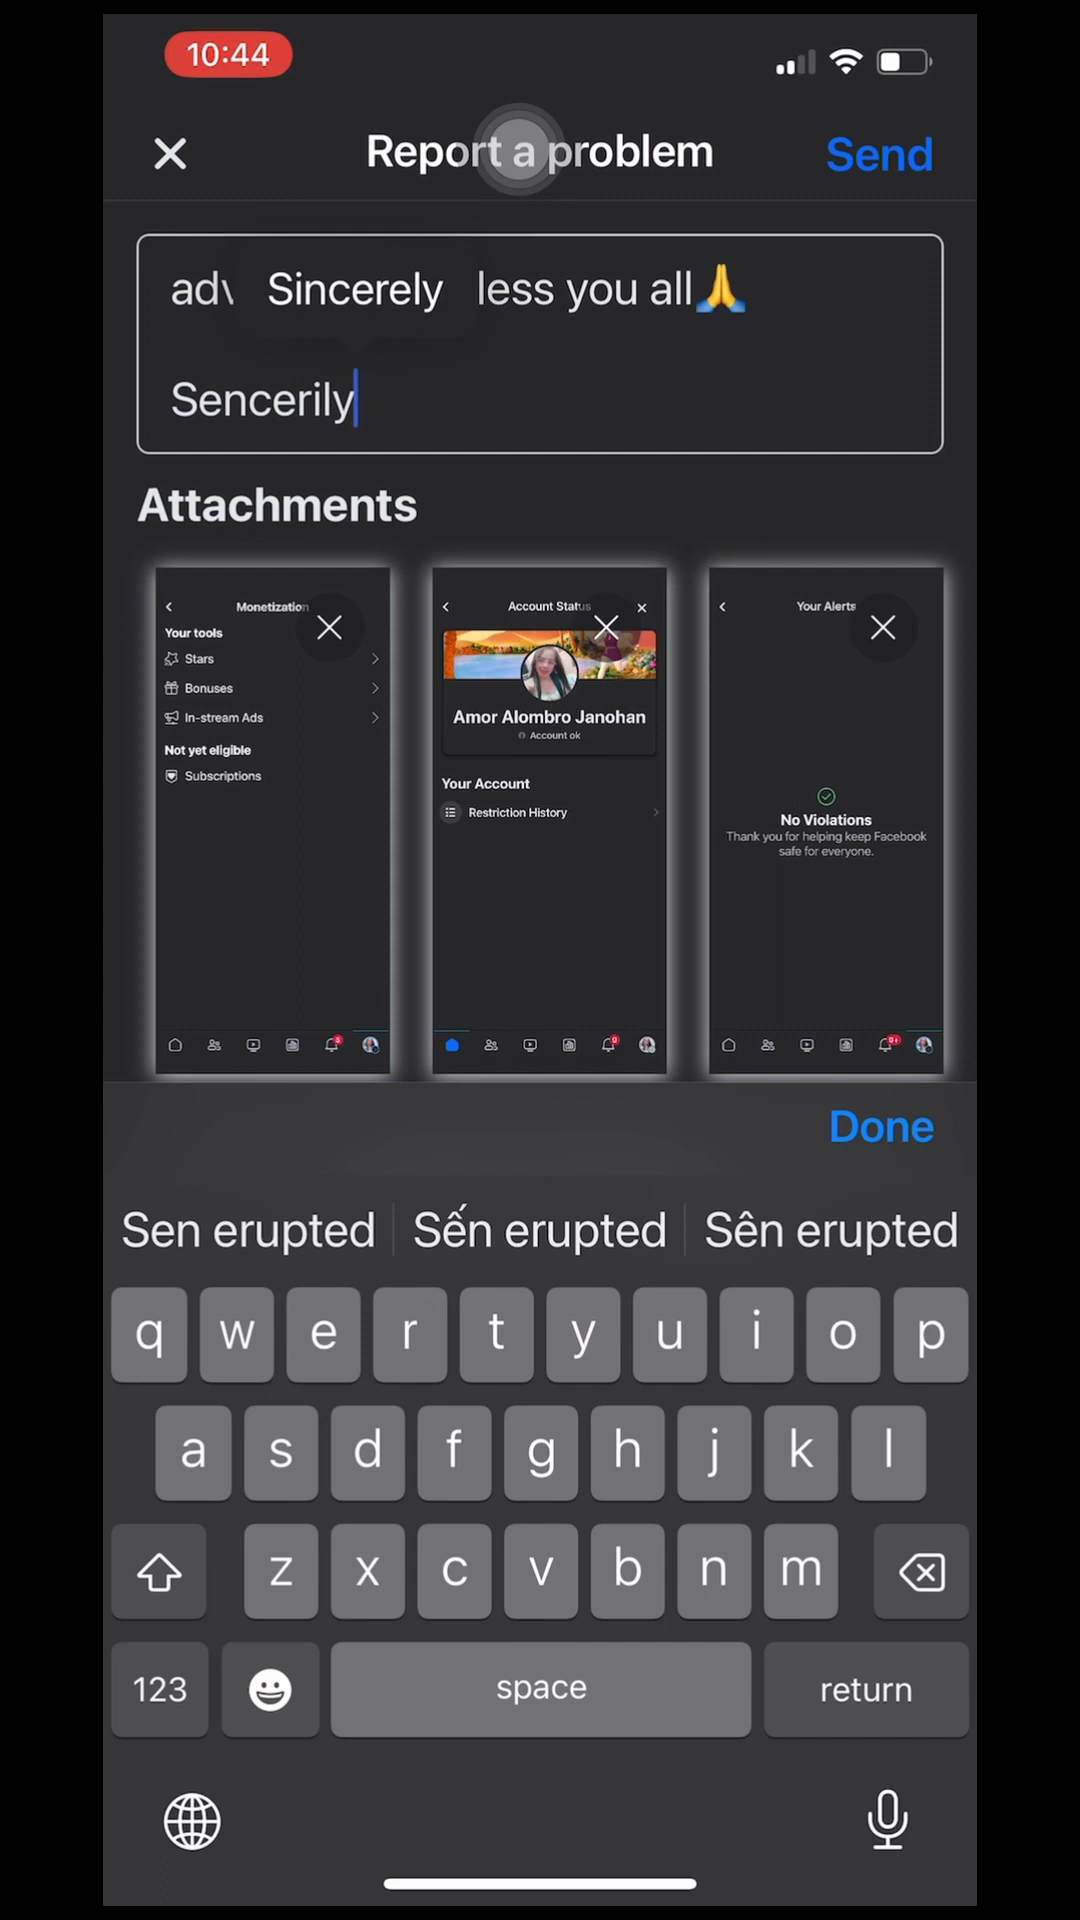 10:44
Report a problem
Send
adv Sincerely less you all🙏
Sencerily
Attachments
Monetization
Your tools
Stars
Bonuses
In-stream Ads
Not yet eligible
Subscriptions
Account Status
Amor Alombro Janohan
Account ok
Your Account
Restriction History
Your Alerts
No Violations
Thank you for helping keep Facebook
safe for everyone.
Done
Sen erupted
Sến erupted
Sên erupted
q w e r t y u i o p
a s d f g h j k l
z x c v b n m
123 space return